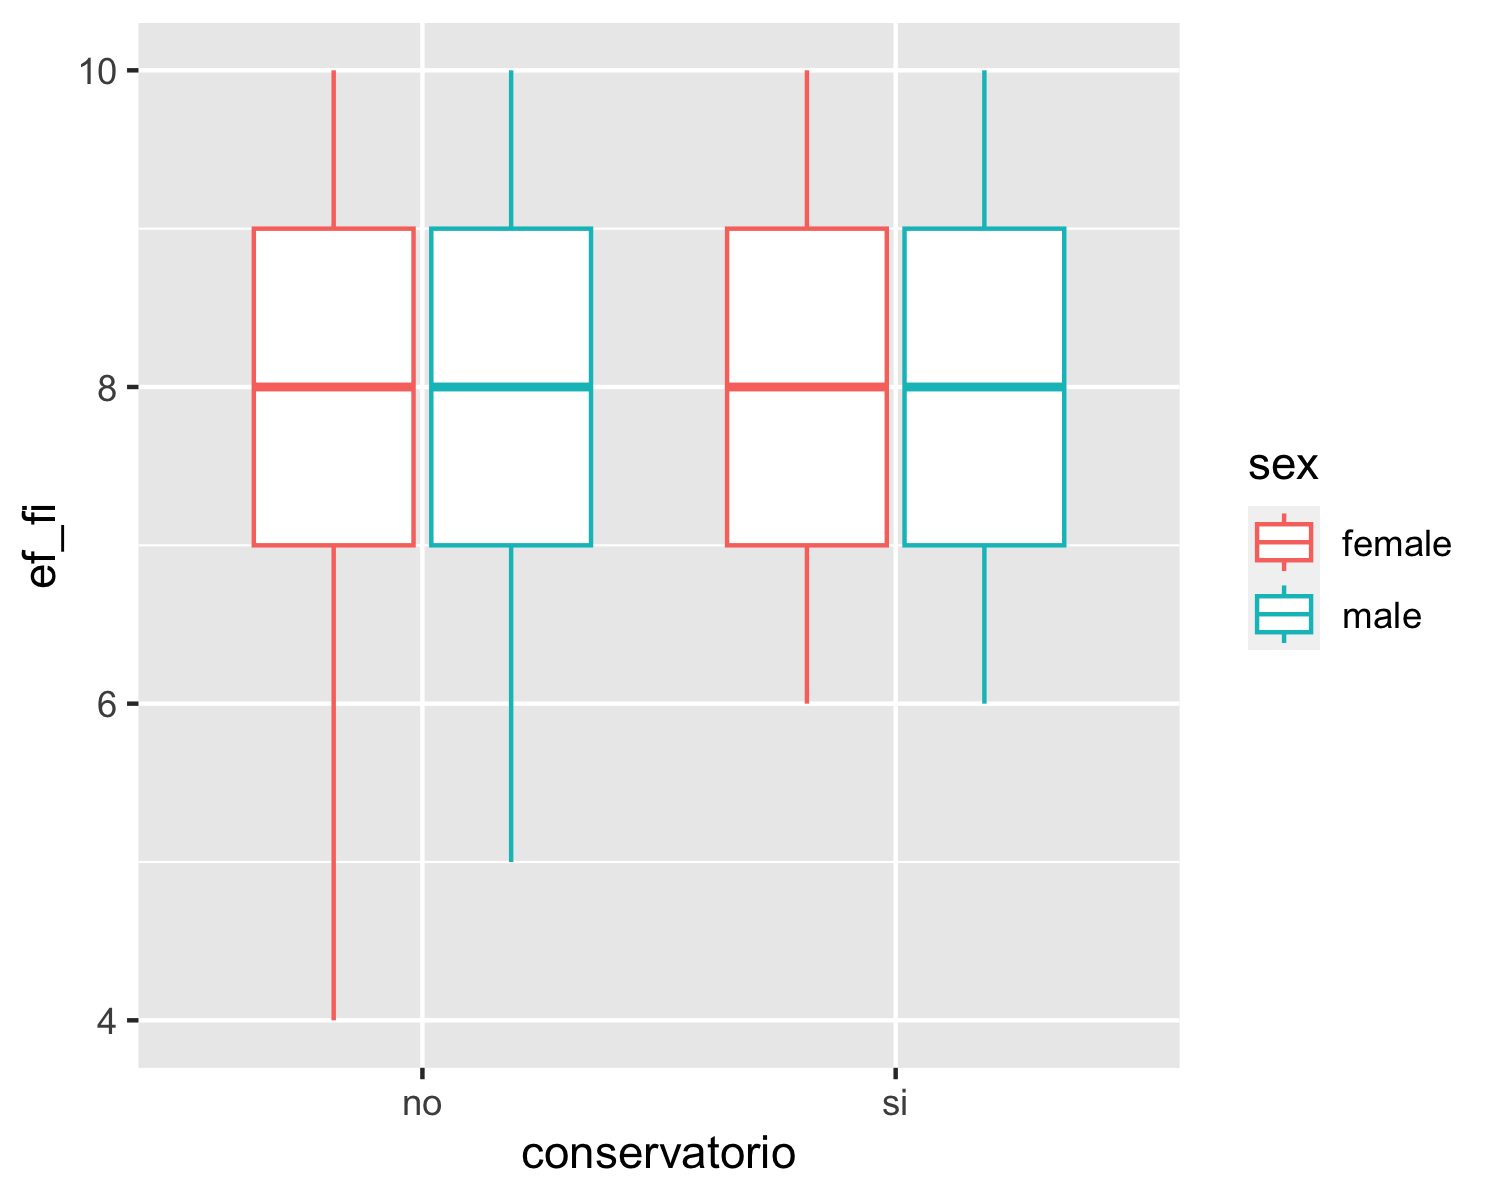 10
8
6
4
ef_fi
no
si
conservatorio
sex
female
male